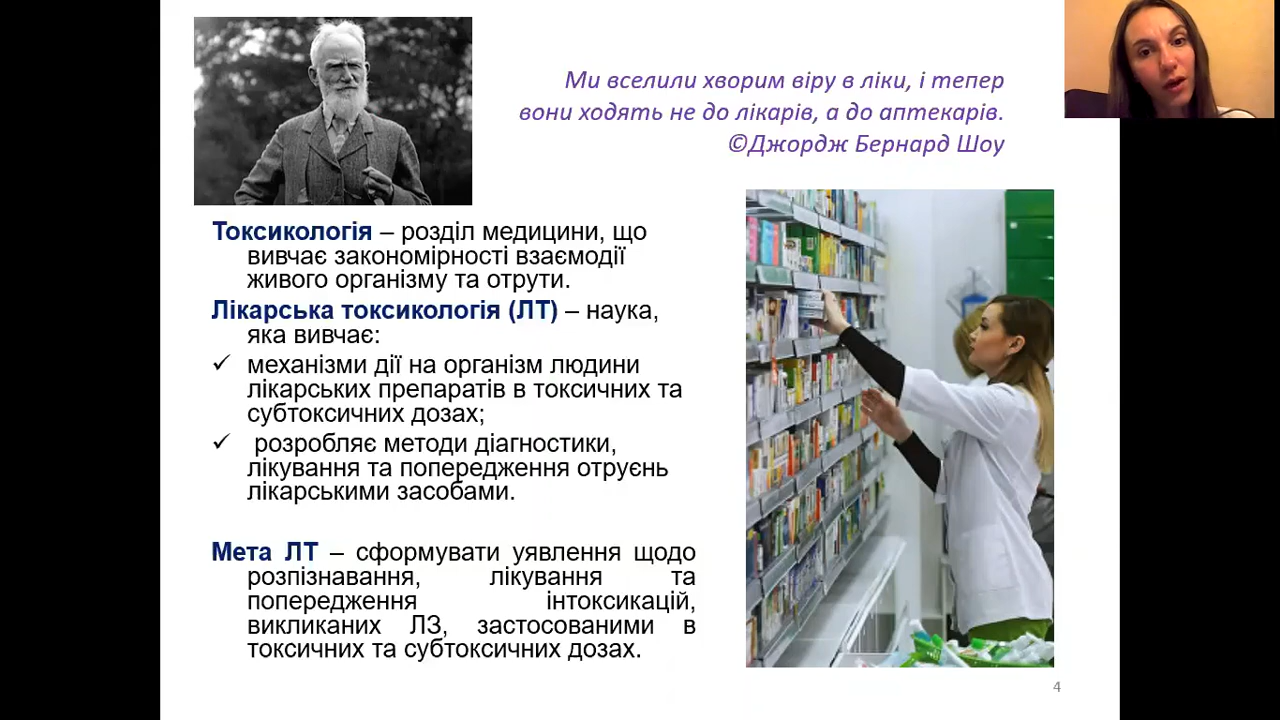 Ми вселили хворим віру в ліки, і тепер
вони ходять не до лікарів, а до аптекарів.
©Джордж Бернард Шоу
Токсикологія – розділ медицини, що
вивчає закономірності взаємодії
живого організму та отрути.
Лікарська токсикологія (ЛТ) – наука,
яка вивчає:
✓ механізми дії на організм людини
лікарських препаратів в токсичних та
субтоксичних дозах;
✓ розробляє методи діагностики,
лікування та попередження отруєнь
лікарськими засобами.
Мета ЛТ – сформувати уявлення щодо
розпізнавання, лікування та
попередження інтоксикацій,
викликаних ЛЗ, застосованими в
токсичних та субтоксичних дозах.
4